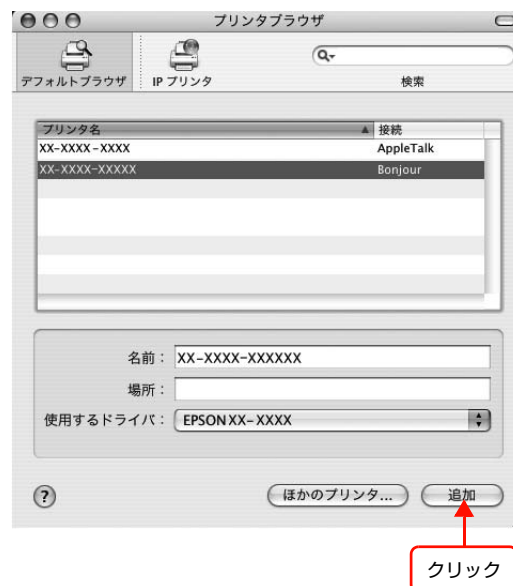 プリンタブラウザ
デフォルトブラウザ IP プリンタ 検索
プリンタ名 接続
XX-XXXX-XXXX AppleTalk
XX-XXXX-XXXXX Bonjour
名前： XX-XXXX-XXXXXX
場所：
使用するドライバ： EPSON XX-XXXX
? ほかのプリンタ... 追加
クリック